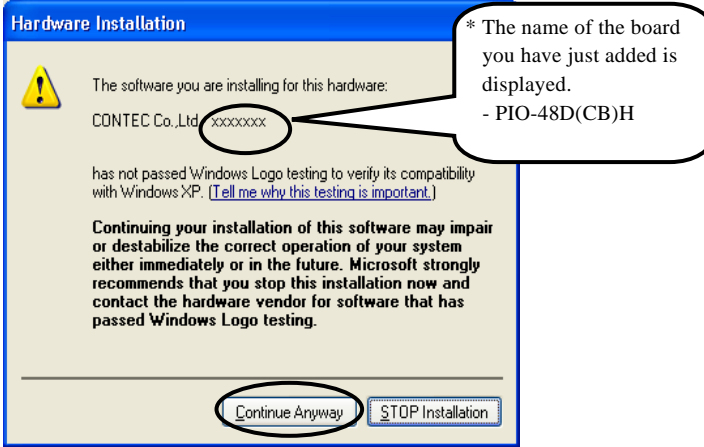 Hardware Installation
* The name of the board
you have just added is
displayed.
- PIO-48D(CB)H
The software you are installing for this hardware:
CONTEC Co.,Ltd xxxxxxx
has not passed Windows Logo testing to verify its compatibility
with Windows XP. (Tell me why this testing is important.)
Continuing your installation of this software may impair
or destabilize the correct operation of your system
either immediately or in the future. Microsoft strongly
recommends that you stop this installation now and
contact the hardware vendor for software that has
passed Windows Logo testing.
Continue Anyway
STOP Installation